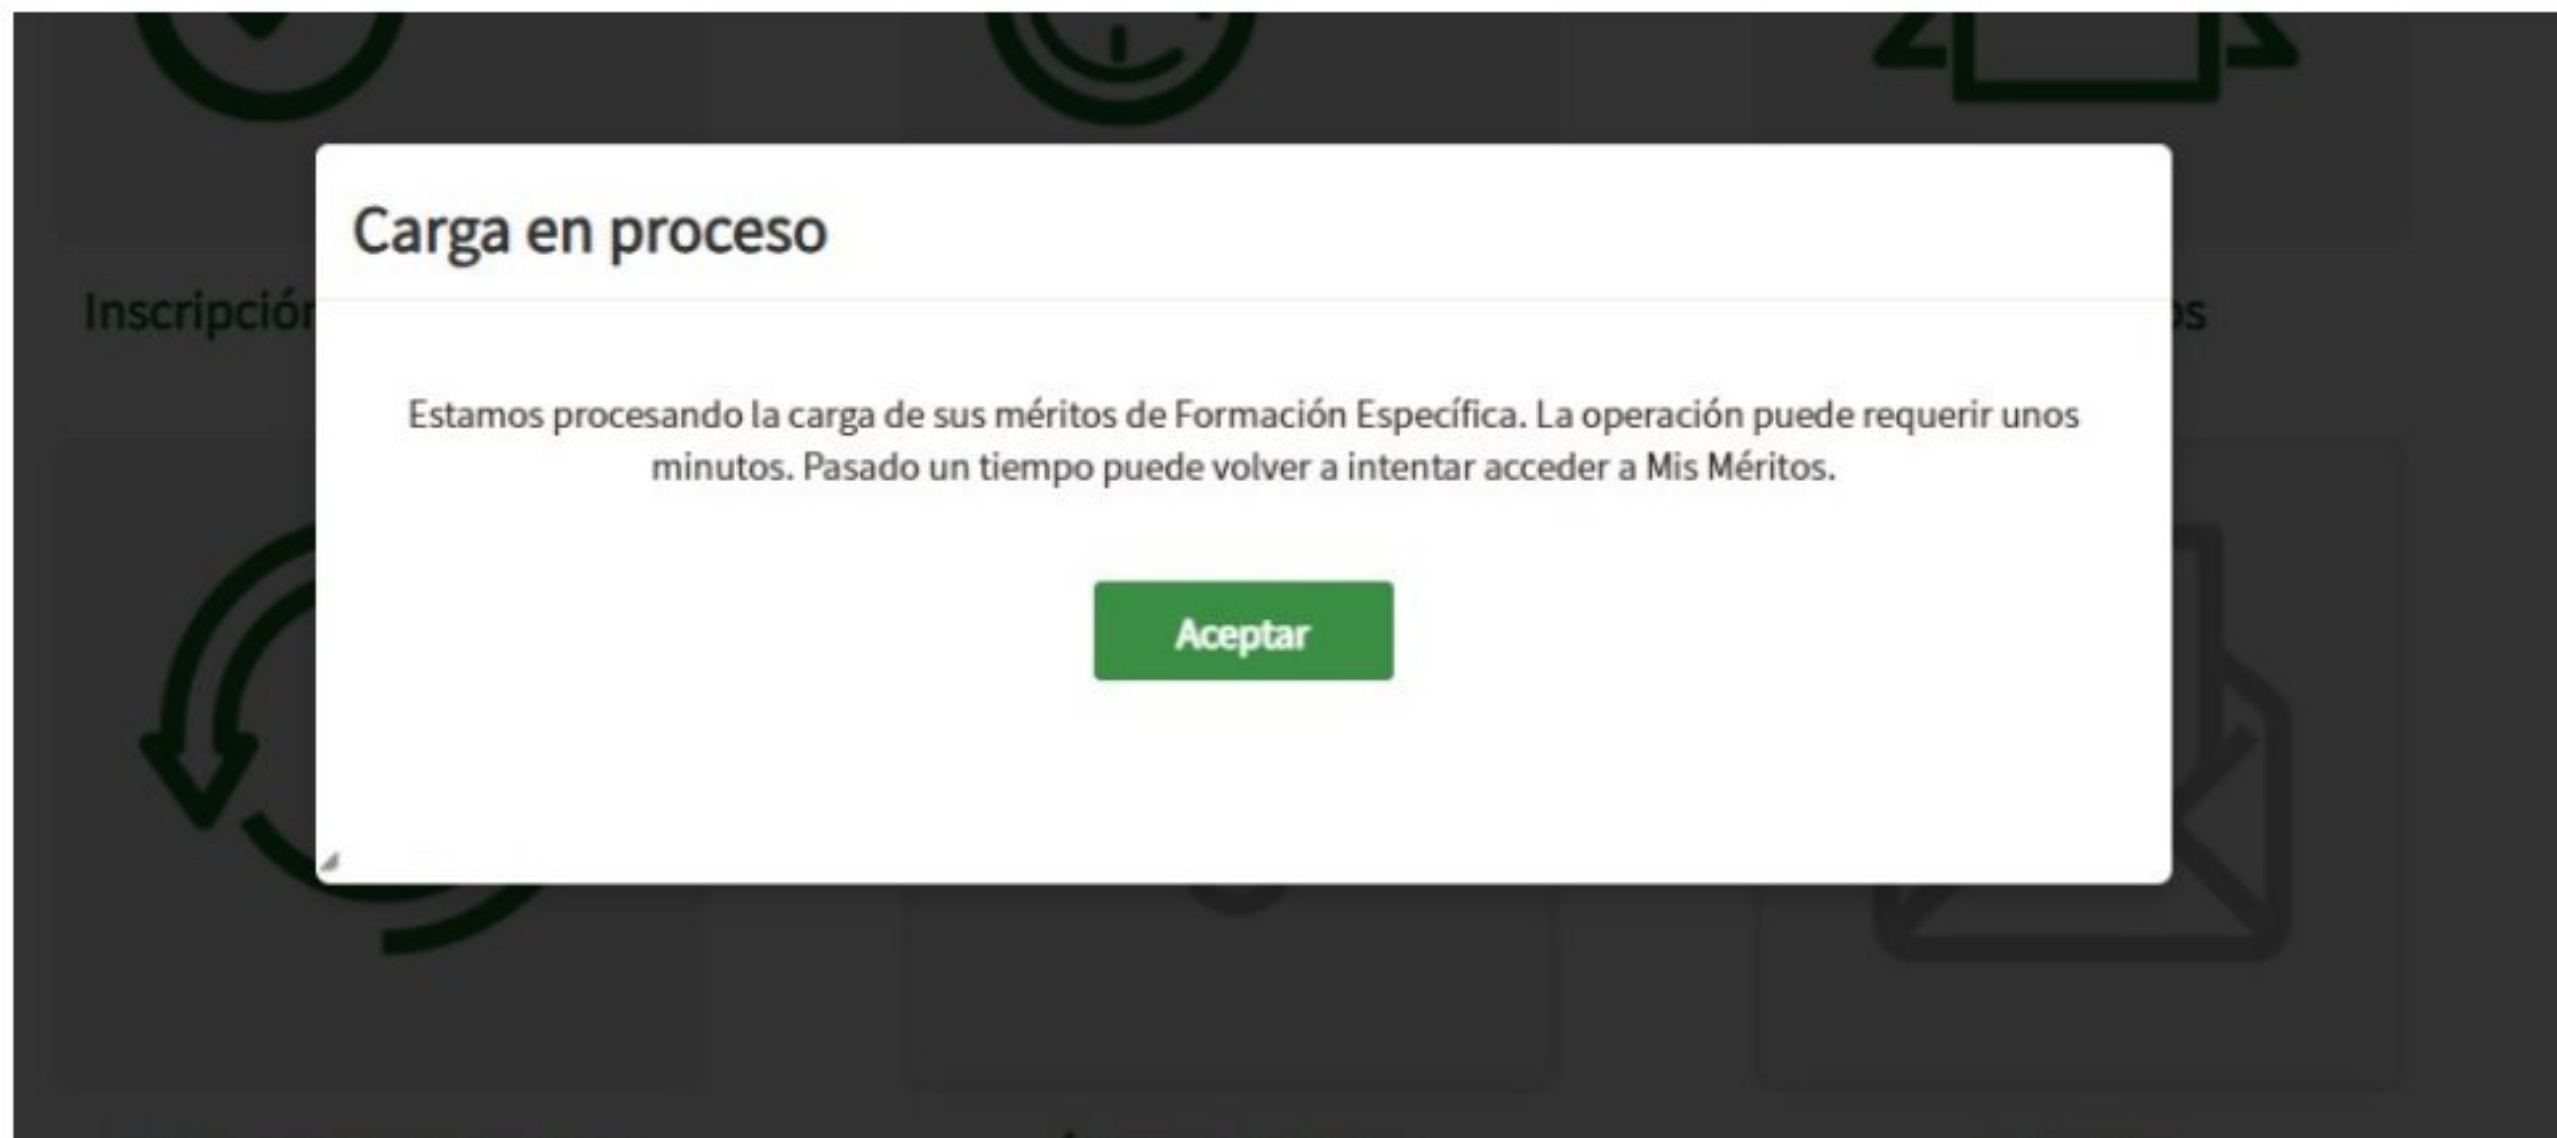 Carga en proceso
Inscripción
os
Estamos procesando la carga de sus méritos de Formación Específica. La operación puede requerir unos
minutos. Pasado un tiempo puede volver a intentar acceder a Mis Méritos.
Aceptar